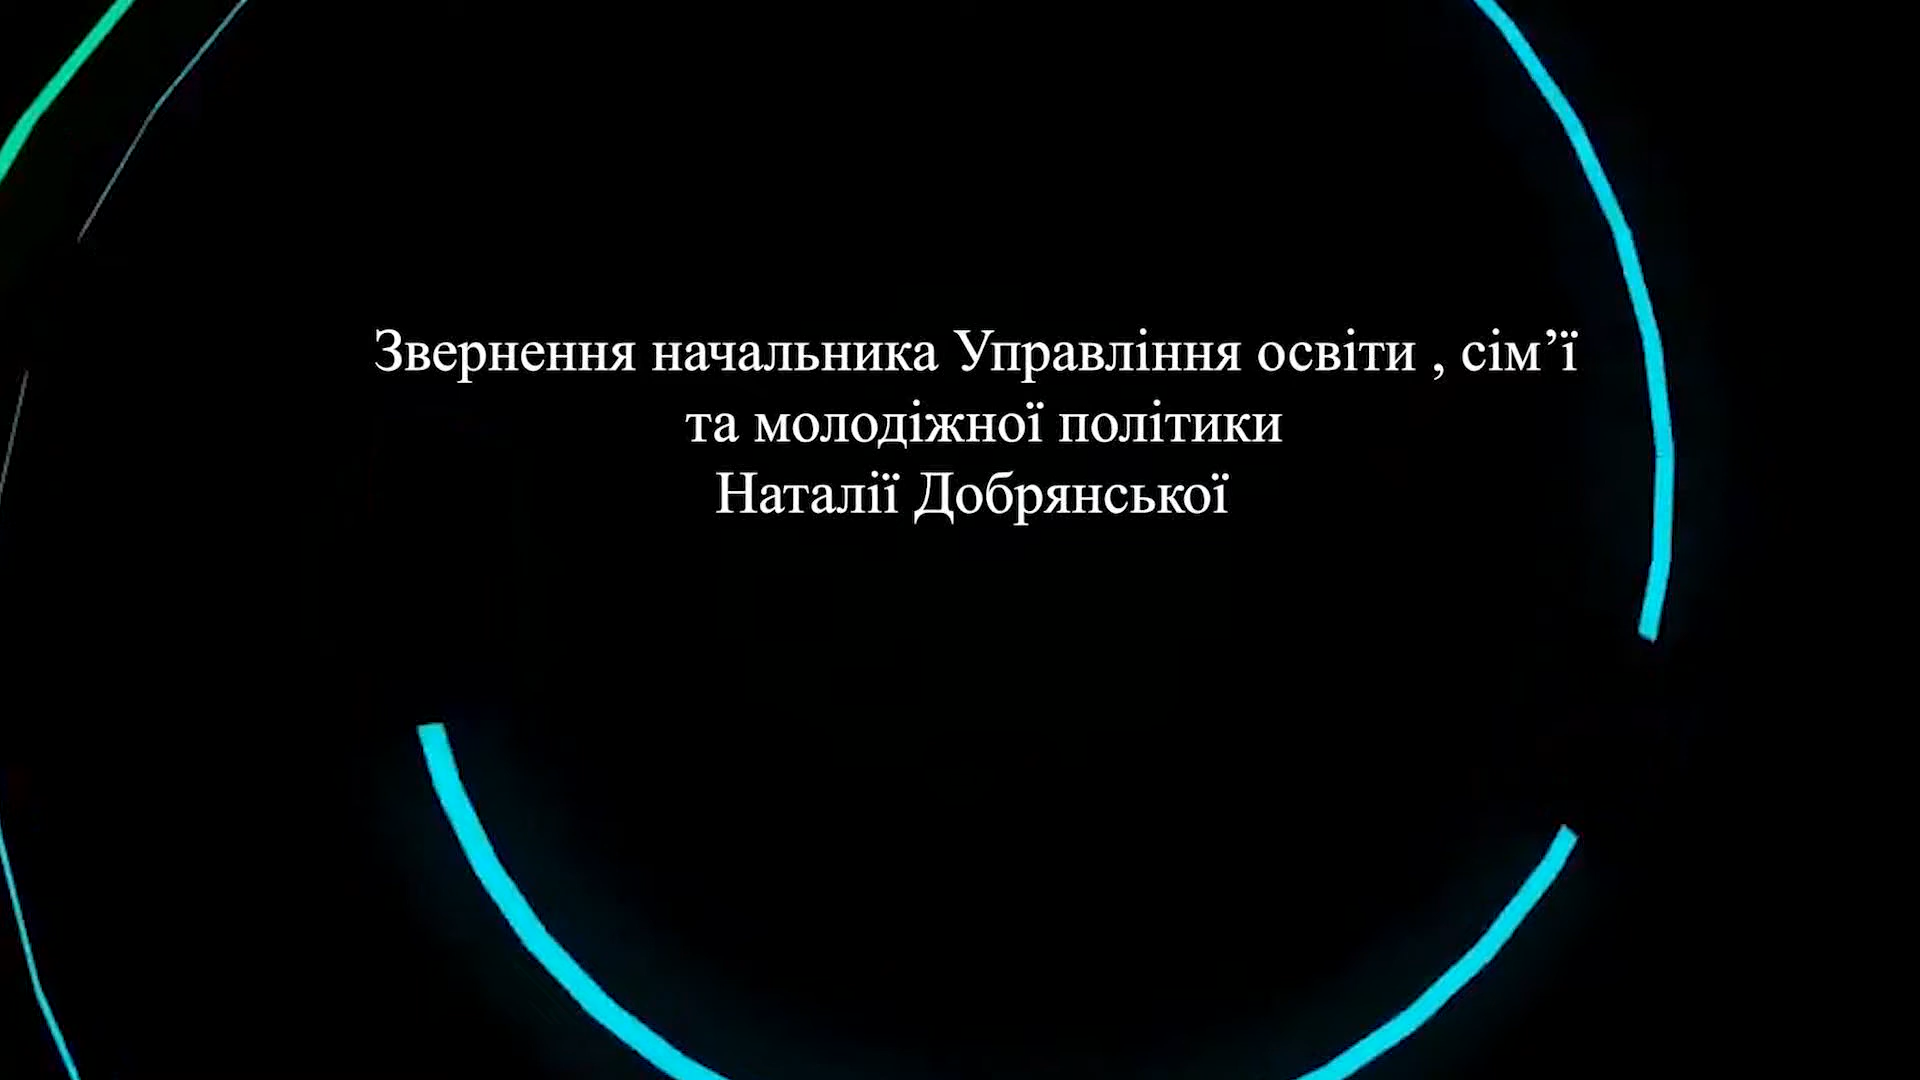 Звернення начальника Управління освіти , сім’ї
та молодіжної політики
Наталії Добрянської